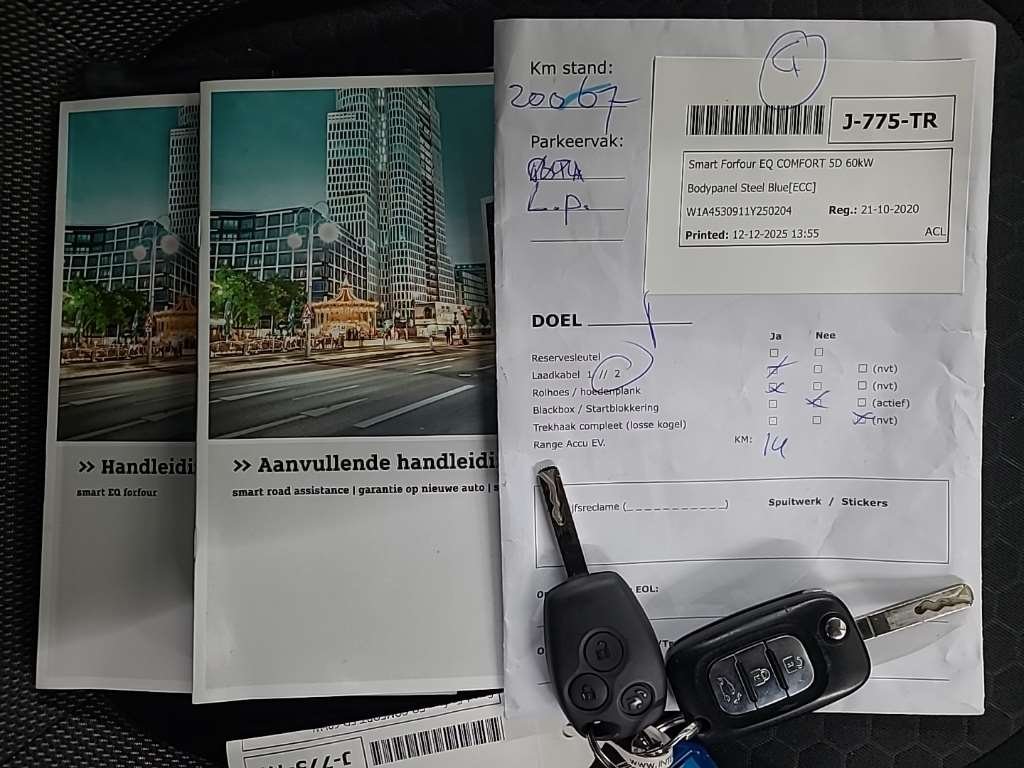 >> Handleidi
smart EQ forfour
>> Aanvullende handleidi
smart road assistance | garantie op nieuwe auto | s
Km stand:
20067
Parkeervak:
J-775-TR
Smart Forfour EQ COMFORT 5D 60kW
Bodypanel Steel Blue[ECC]
W1A4530911Y250204 Reg.: 21-10-2020
Printed: 12-12-2025 13:55 ACL
DOEL
Ja Nee
Reservesleutel
Laadkabel 1 // 2 (nvt)
Rolhoes / hoedenplank (nvt)
Blackbox / Startblokkering (actief)
Trekhaak compleet (losse kogel) (nvt)
Range Accu EV. KM: 14
fsreclame (_ _ _ _ _ _ _ _ _ _ _ _) Spuitwerk / Stickers
EOL:
J-775-